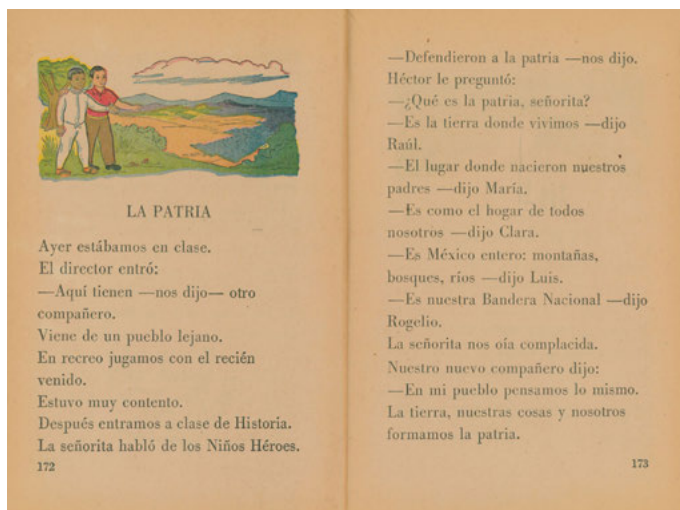 LA PATRIA
Ayer estábamos en clase.
El director entró:
—Aquí tienen —nos dijo— otro
compañero.
Viene de un pueblo lejano.
En recreo jugamos con el recién
venido.
Estuvo muy contento.
Después entramos a clase de Historia.
La señorita habló de los Niños Héroes.
172
—Defendieron a la patria —nos dijo.
Héctor le preguntó:
—¿Qué es la patria, señorita?
—Es la tierra donde vivimos —dijo
Raúl.
—El lugar donde nacieron nuestros
padres —dijo María.
—Es como el hogar de todos
nosotros —dijo Clara.
—Es México entero: montañas,
bosques, ríos —dijo Luis.
—Es nuestra Bandera Nacional —dijo
Rogelio.
La señorita nos oía complacida.
Nuestro nuevo compañero dijo:
—En mi pueblo pensamos lo mismo.
La tierra, nuestras cosas y nosotros
formamos la patria.
173